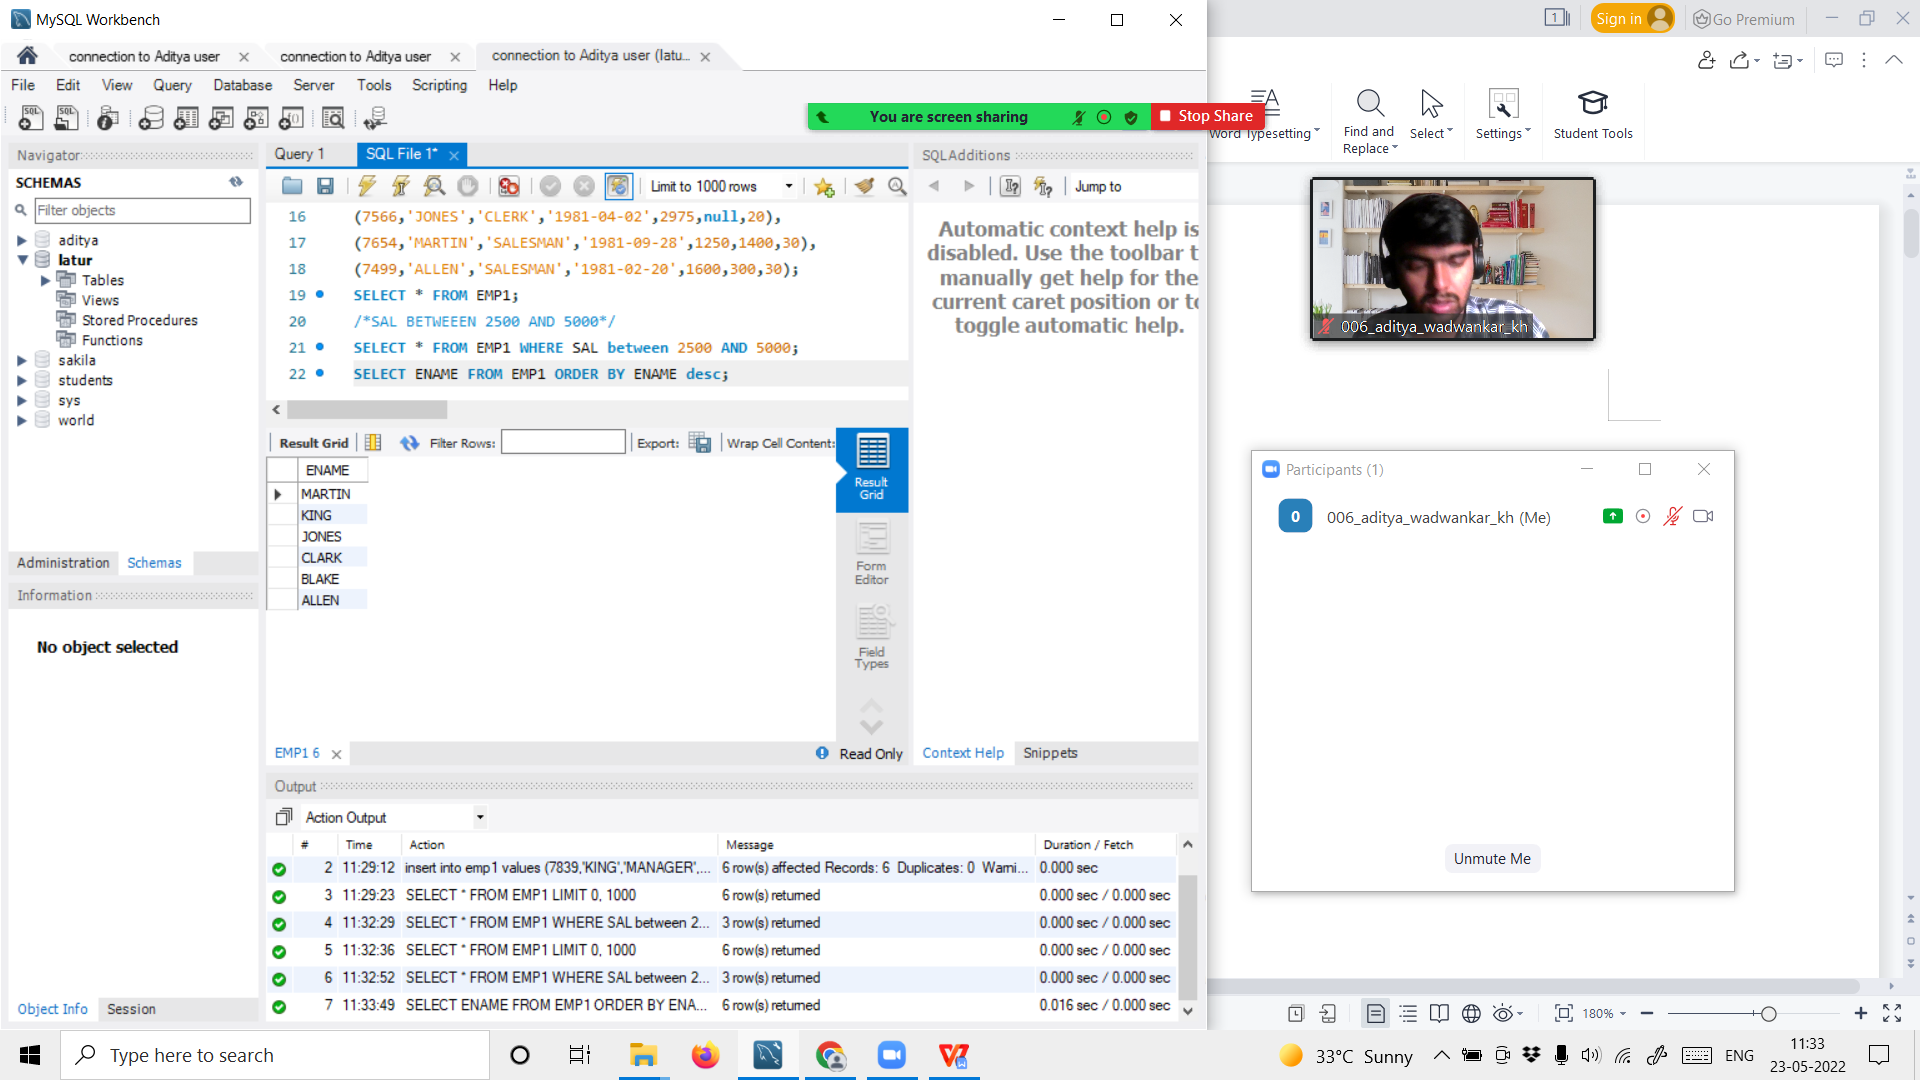 MySQL Workbench
connection to Aditya user
connection to Aditya user
connection to Aditya user (latu...
File Edit View Query Database Server Tools Scripting Help
You are screen sharing
Stop Share
Navigator
SCHEMAS
Filter objects
aditya
latur
Tables
Views
Stored Procedures
Functions
sakila
students
sys
world
Administration Schemas
Information
No object selected
Object Info Session
Query 1
SQL File 1*
Limit to 1000 rows
16 (7566,'JONES','CLERK','1981-04-02',2975,null,20),
17 (7654,'MARTIN','SALESMAN','1981-09-28',1250,1400,30),
18 (7499,'ALLEN','SALESMAN','1981-02-20',1600,300,30);
19 SELECT * FROM EMP1;
20 /*SAL BETWEEEN 2500 AND 5000*/
21 SELECT * FROM EMP1 WHERE SAL between 2500 AND 5000;
22 SELECT ENAME FROM EMP1 ORDER BY ENAME desc;
Result Grid Filter Rows: Export: Wrap Cell Content:
ENAME
MARTIN
KING
JONES
CLARK
BLAKE
ALLEN
Result
Grid
Form
Editor
Field
Types
EMP1 6
Read Only
SQLAdditions
Jump to
Automatic context help is
disabled. Use the toolbar t
manually get help for the
current caret position or to
toggle automatic help.
Context Help Snippets
Output
Action Output
# Time Action Message Duration / Fetch
2 11:29:12 insert into emp1 values (7839,'KING','MANAGER',... 6 row(s) affected Records: 6 Duplicates: 0 Warni... 0.000 sec
3 11:29:23 SELECT * FROM EMP1 LIMIT 0, 1000 6 row(s) returned 0.000 sec / 0.000 sec
4 11:32:29 SELECT * FROM EMP1 WHERE SAL between 2... 3 row(s) returned 0.000 sec / 0.000 sec
5 11:32:36 SELECT * FROM EMP1 LIMIT 0, 1000 6 row(s) returned 0.000 sec / 0.000 sec
6 11:32:52 SELECT * FROM EMP1 WHERE SAL between 2... 3 row(s) returned 0.000 sec / 0.000 sec
7 11:33:49 SELECT ENAME FROM EMP1 ORDER BY ENA... 6 row(s) returned 0.016 sec / 0.000 sec
1
Sign in
Go Premium
Word Typesetting
Find and
Replace
Select
Settings
Student Tools
006_aditya_wadwankar_kh
Participants (1)
0
006_aditya_wadwankar_kh (Me)
Unmute Me
180%
Type here to search
33°C Sunny
ENG
11:33
23-05-2022